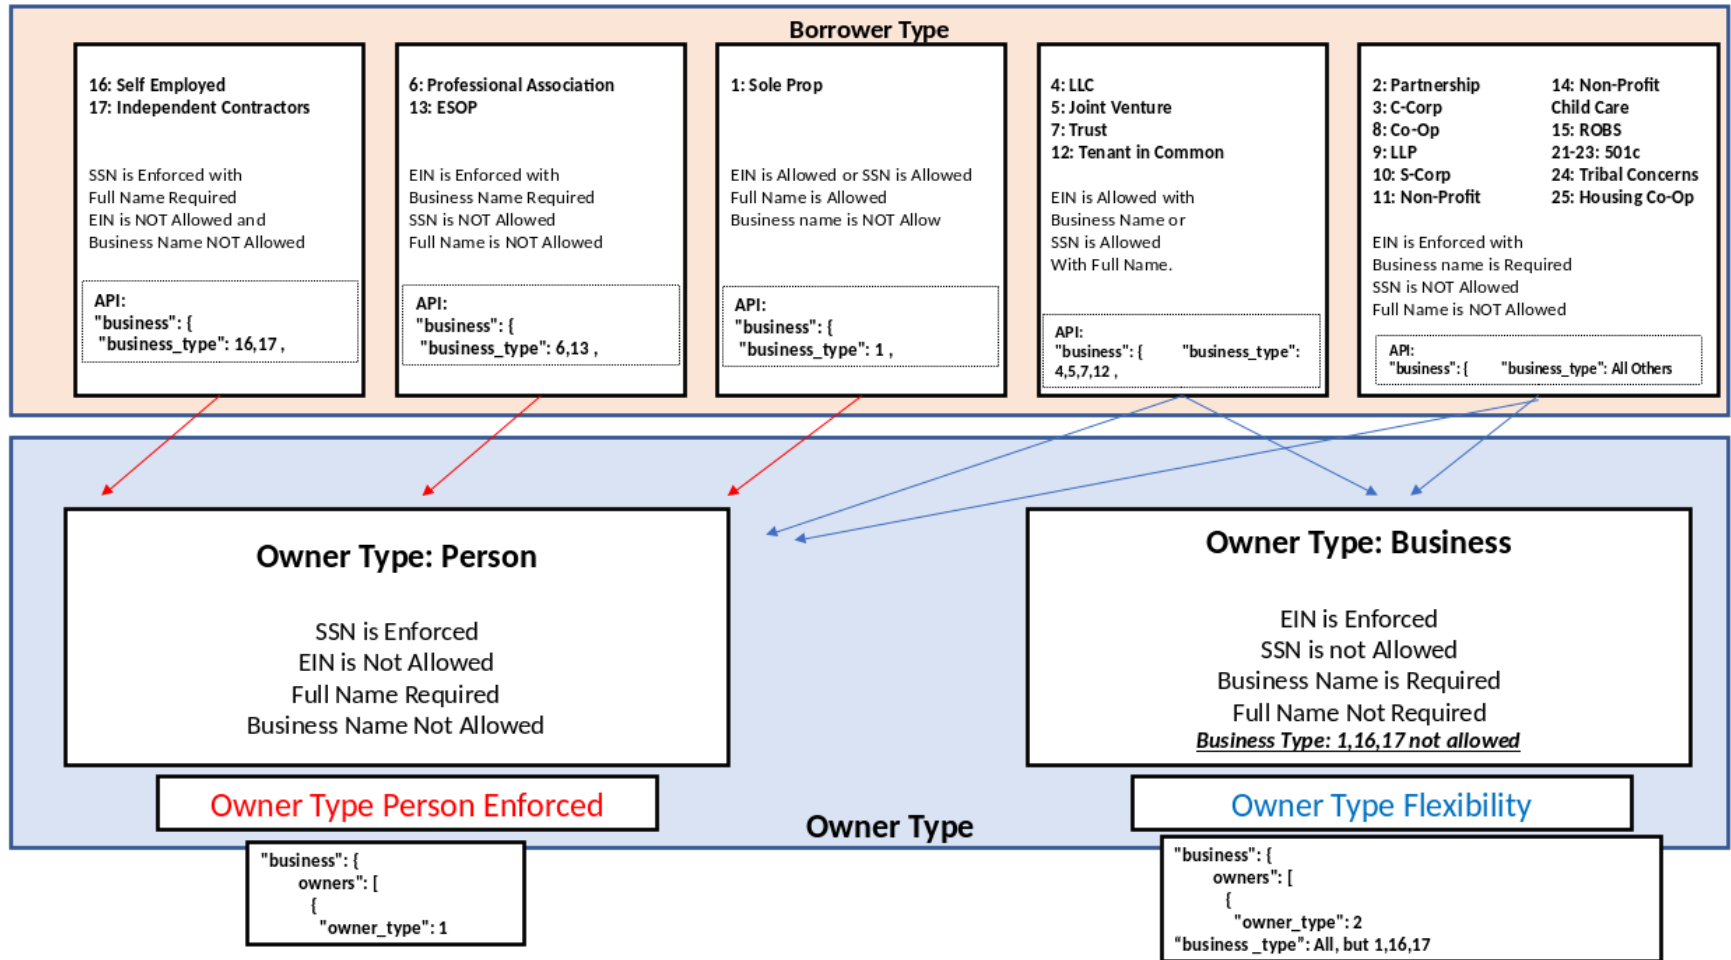 Borrower Type
16: Self Employed
17: Independent Contractors
SSN is Enforced with
Full Name Required
EIN is NOT Allowed and
Business Name NOT Allowed
API:
"business": {
"business_type": 16,17 ,
6: Professional Association
13: ESOP
EIN is Enforced with
Business Name Required
SSN is NOT Allowed
Full Name is NOT Allowed
API:
"business": {
"business_type": 6,13 ,
1: Sole Prop
EIN is Allowed or SSN is Allowed
Full Name is Allowed
Business name is NOT Allow
API:
"business": {
"business_type": 1 ,
4: LLC
5: Joint Venture
7: Trust
12: Tenant in Common
EIN is Allowed with
Business Name or
SSN is Allowed
With Full Name.
API:
"business": { "business_type":
4,5,7,12 ,
2: Partnership
3: C-Corp
8: Co-Op
9: LLP
10: S-Corp
11: Non-Profit
14: Non-Profit
Child Care
15: ROBS
21-23: 501c
24: Tribal Concerns
25: Housing Co-Op
EIN is Enforced with
Business name is Required
SSN is NOT Allowed
Full Name is NOT Allowed
API:
"business": { "business_type": All Others
Owner Type: Person
SSN is Enforced
EIN is Not Allowed
Full Name Required
Business Name Not Allowed
Owner Type: Business
EIN is Enforced
SSN is not Allowed
Business Name is Required
Full Name Not Required
Business Type: 1,16,17 not allowed
Owner Type Person Enforced
Owner Type
Owner Type Flexibility
"business": {
owners": [
{
"owner_type": 1
"business": {
owners": [
{
"owner_type": 2
“business _type”: All, but 1,16,17